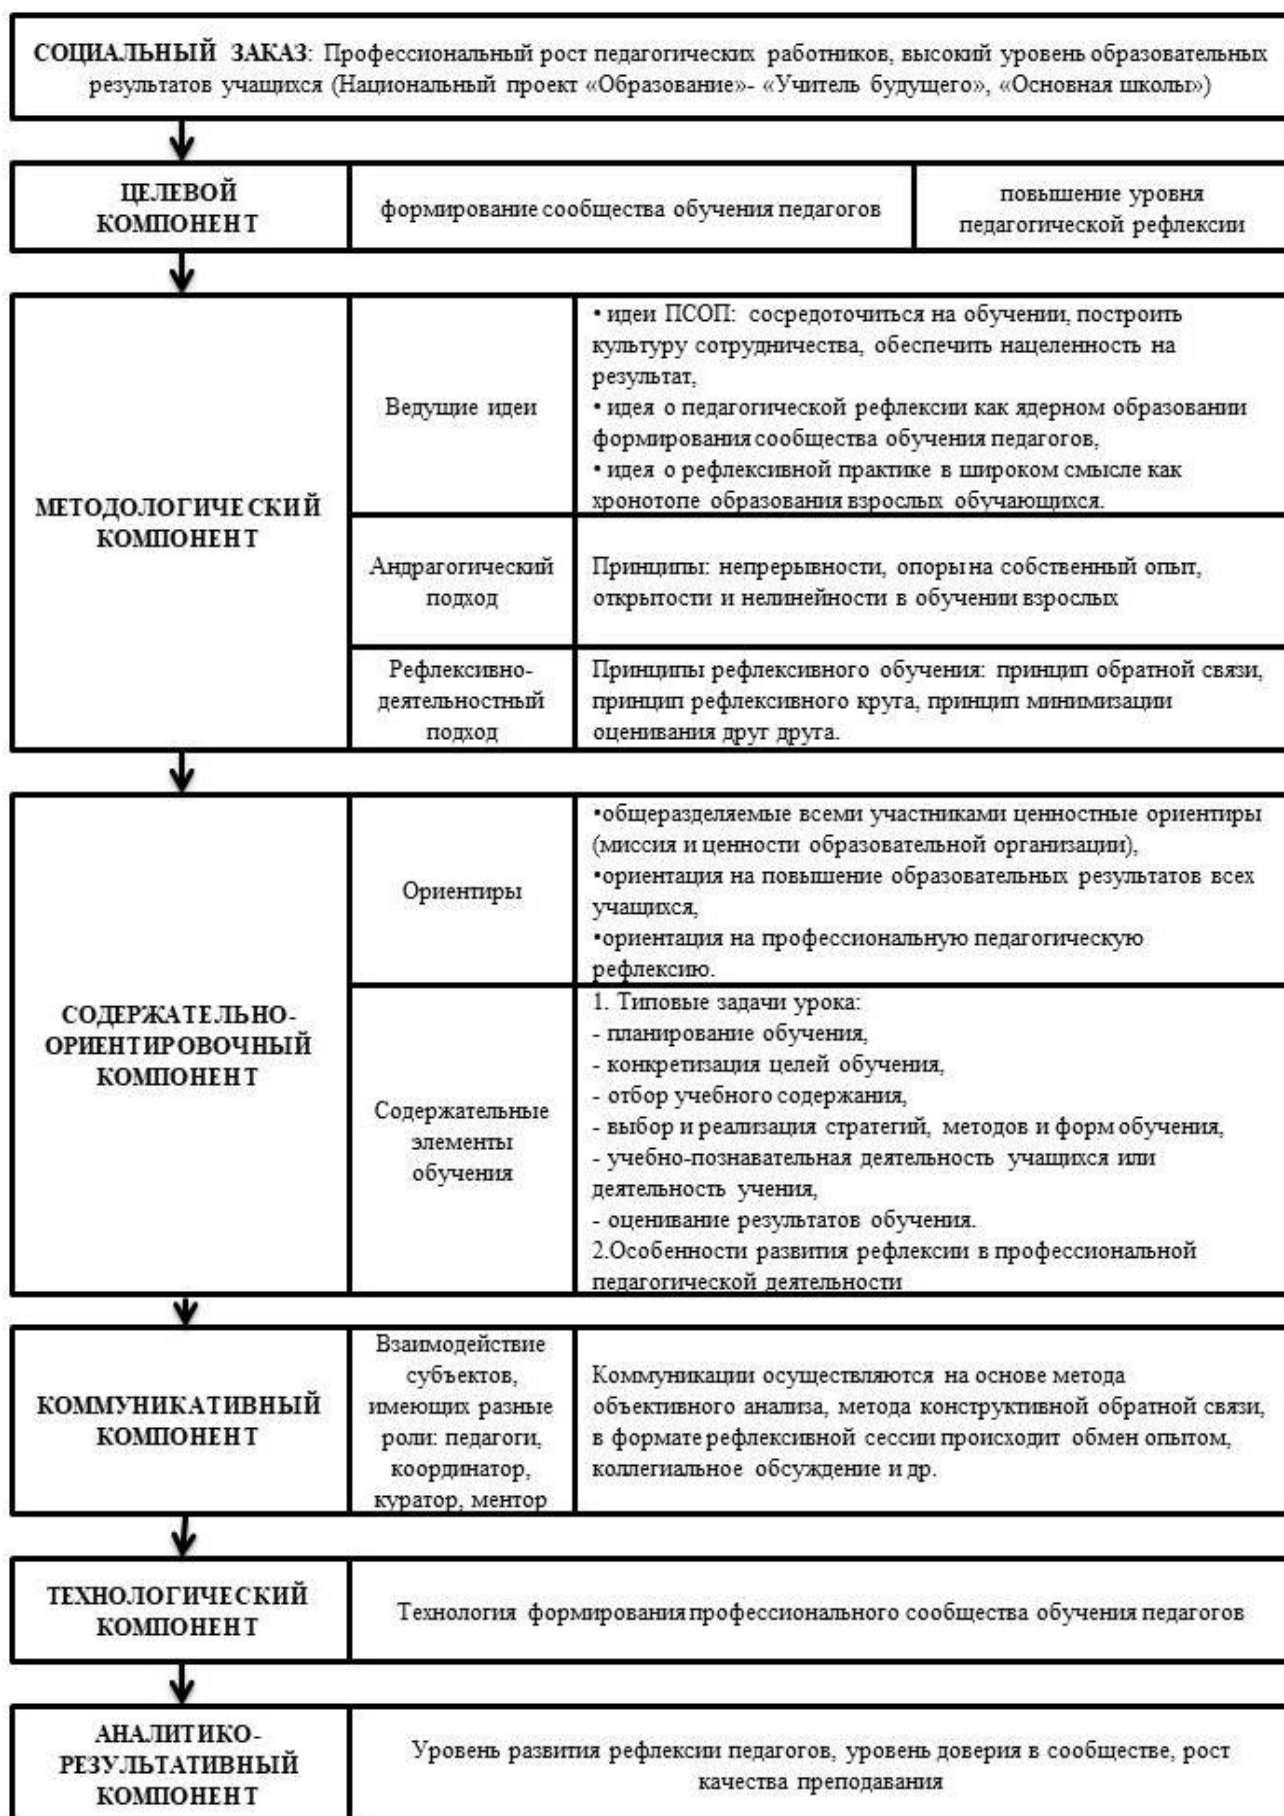 СОЦИАЛЬНЫЙ ЗАКАЗ: Профессиональный рост педагогических работников, высокий уровень образовательных
результатов учащихся (Национальный проект «Образование»- «Учитель будущего», «Основная школы»)
ЦЕЛЕВОЙ
КОМПОНЕНТ
формирование сообщества обучения педагогов
повышение уровня
педагогической рефлексии
МЕТОДОЛОГИЧЕСКИЙ
КОМПОНЕНТ
Ведущие идеи
• идеи ПСОП: сосредоточиться на обучении, построить
культуру сотрудничества, обеспечить нацеленность на
результат,
• идея о педагогической рефлексии как ядерном образовании
формирования сообщества обучения педагогов,
• идея о рефлексивной практике в широком смысле как
хронотопе образования взрослых обучающихся.
Андрагогический
подход
Принципы: непрерывности, опоры на собственный опыт,
открытости и нелинейности в обучении взрослых
Рефлексивно-
деятельностный
подход
Принципы рефлексивного обучения: принцип обратной связи,
принцип рефлексивного круга, принцип минимизации
оценивания друг друга.
СОДЕРЖАТЕЛЬНО-
ОРИЕНТИРОВОЧНЫЙ
КОМПОНЕНТ
Ориентиры
•общеразделяемые всеми участниками ценностные ориентиры
(миссия и ценности образовательной организации),
•ориентация на повышение образовательных результатов всех
учащихся,
•ориентация на профессиональную педагогическую
рефлексию.
Содержательные
элементы
обучения
1. Типовые задачи урока:
- планирование обучения,
- конкретизация целей обучения,
- отбор учебного содержания,
- выбор и реализация стратегий, методов и форм обучения,
- учебно-познавательная деятельность учащихся или
деятельность учения,
- оценивание результатов обучения.
2.Особенности развития рефлексии в профессиональной
педагогической деятельности
КОММУНИКАТИВНЫЙ
КОМПОНЕНТ
Взаимодействие
субъектов,
имеющих разные
роли: педагоги,
координатор,
куратор, ментор
Коммуникации осуществляются на основе метода
объективного анализа, метода конструктивной обратной связи,
в формате рефлексивной сессии происходит обмен опытом,
коллегиальное обсуждение и др.
ТЕХНОЛОГИЧЕСКИЙ
КОМПОНЕНТ
Технология формирования профессионального сообщества обучения педагогов
АНАЛИТИКО-
РЕЗУЛЬТАТИВНЫЙ
КОМПОНЕНТ
Уровень развития рефлексии педагогов, уровень доверия в сообществе, рост
качества преподавания